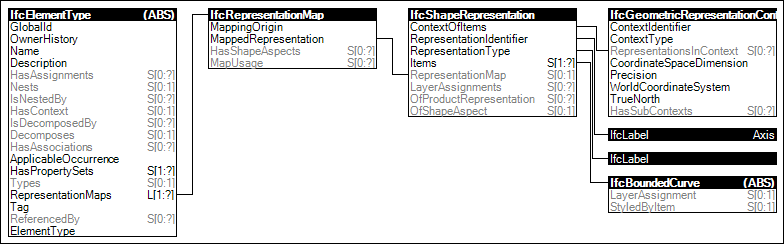 IfcElementType (ABS)
GlobalId
OwnerHistory
Name
Description
HasAssignments S[0:?]
Nests S[0:1]
IsNestedBy S[0:?]
HasContext S[0:1]
IsDecomposedBy S[0:?]
Decomposes S[0:1]
HasAssociations S[0:?]
ApplicableOccurrence
HasPropertySets S[1:?]
Types S[0:1]
RepresentationMaps L[1:?]
Tag
ReferencedBy S[0:?]
ElementType
IfcRepresentationMap
MappingOrigin
MappedRepresentation
HasShapeAspects S[0:?]
MapUsage S[0:?]
IfcShapeRepresentation
ContextOfItems
RepresentationIdentifier
RepresentationType
Items S[1:?]
RepresentationMap S[0:1]
LayerAssignments S[0:?]
OfProductRepresentation S[0:?]
OfShapeAspect S[0:1]
IfcGeometricRepresentationCon
ContextIdentifier
ContextType
RepresentationsInContext S[0:?]
CoordinateSpaceDimension
Precision
WorldCoordinateSystem
TrueNorth
HasSubContexts S[0:?]
IfcLabel Axis
IfcLabel
IfcBoundedCurve (ABS)
LayerAssignment S[0:?]
StyledByItem S[0:1]